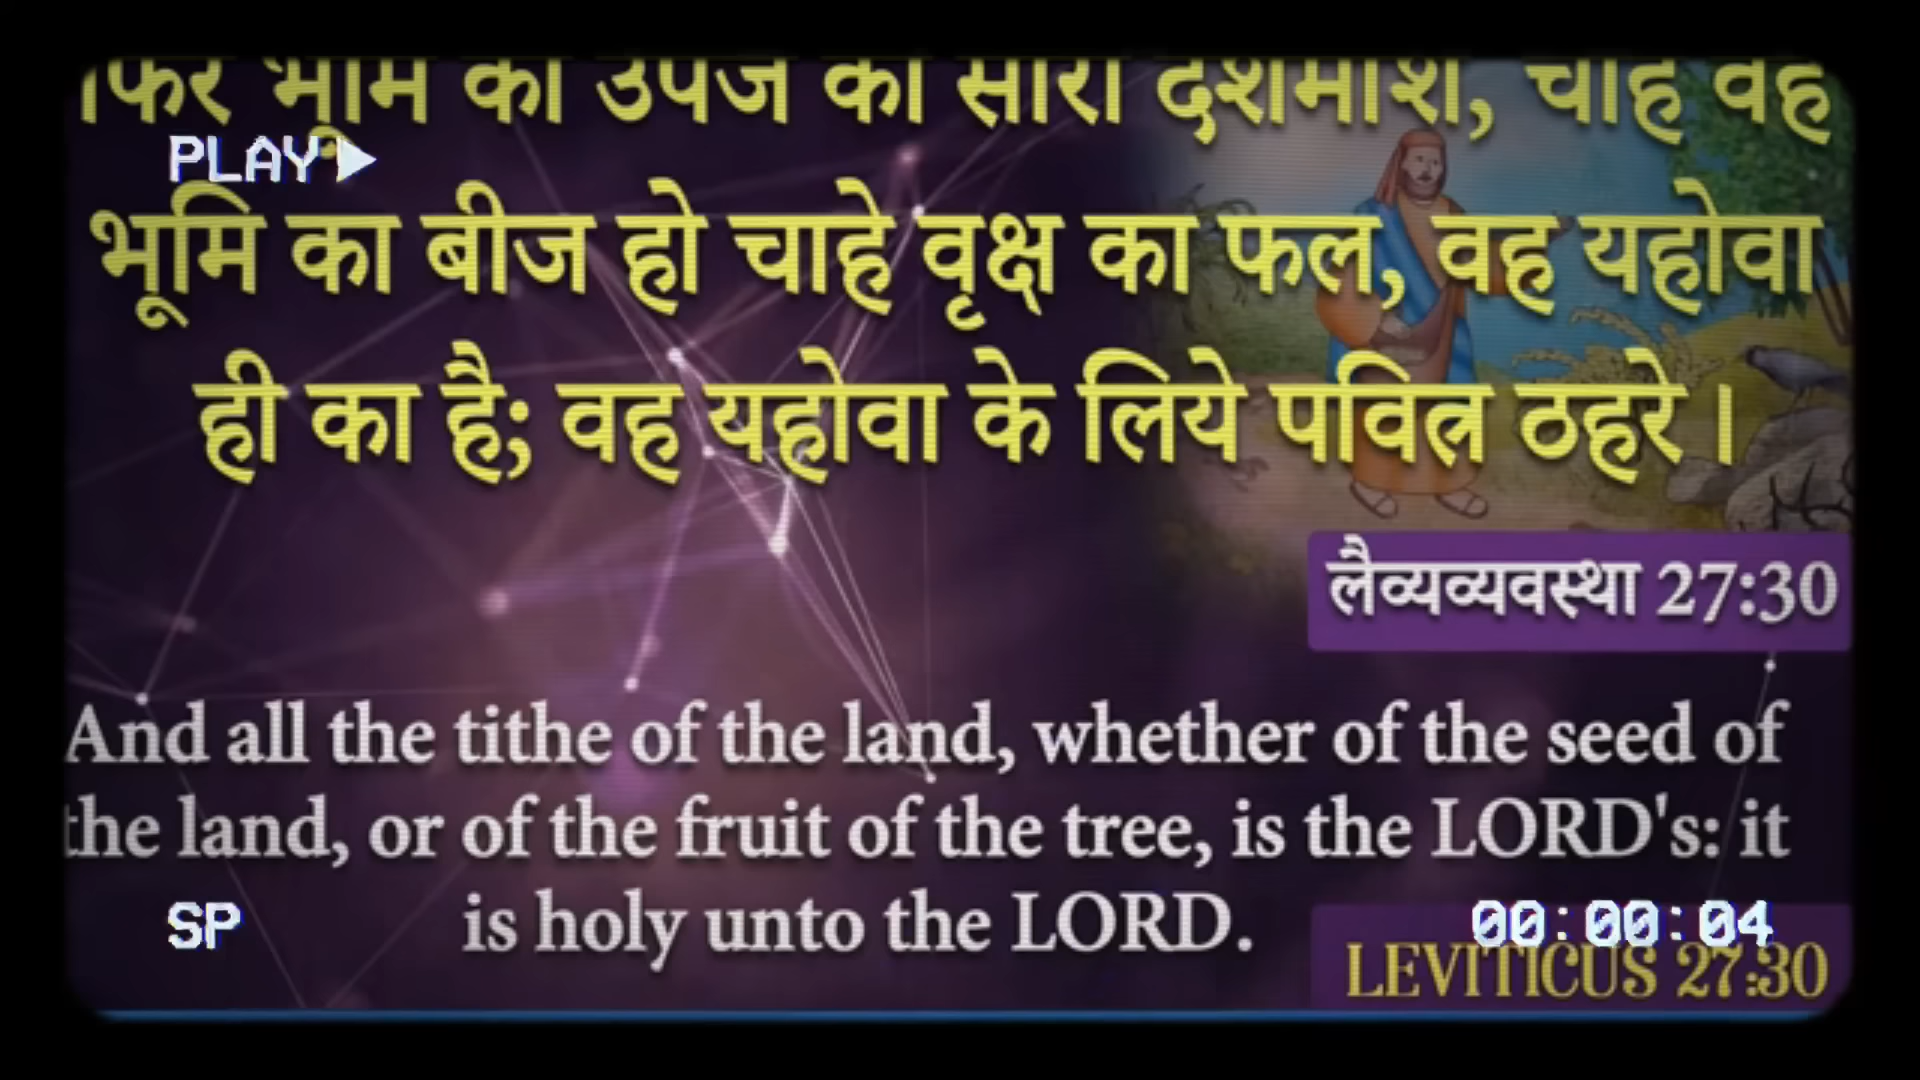 फिर भूमि की उपज का सारा दशमांश, चाहे वह
PLAY
भूमि का बीज हो चाहे वृक्ष का फल, वह यहोवा
ही का है; वह यहोवा के लिये पवित्र ठहरे।
लैव्यव्यवस्था 27:30
And all the tithe of the land, whether of the seed of
the land, or of the fruit of the tree, is the LORD's: it
is holy unto the LORD.
SP
00:00:04
LEVITICUS 27:30